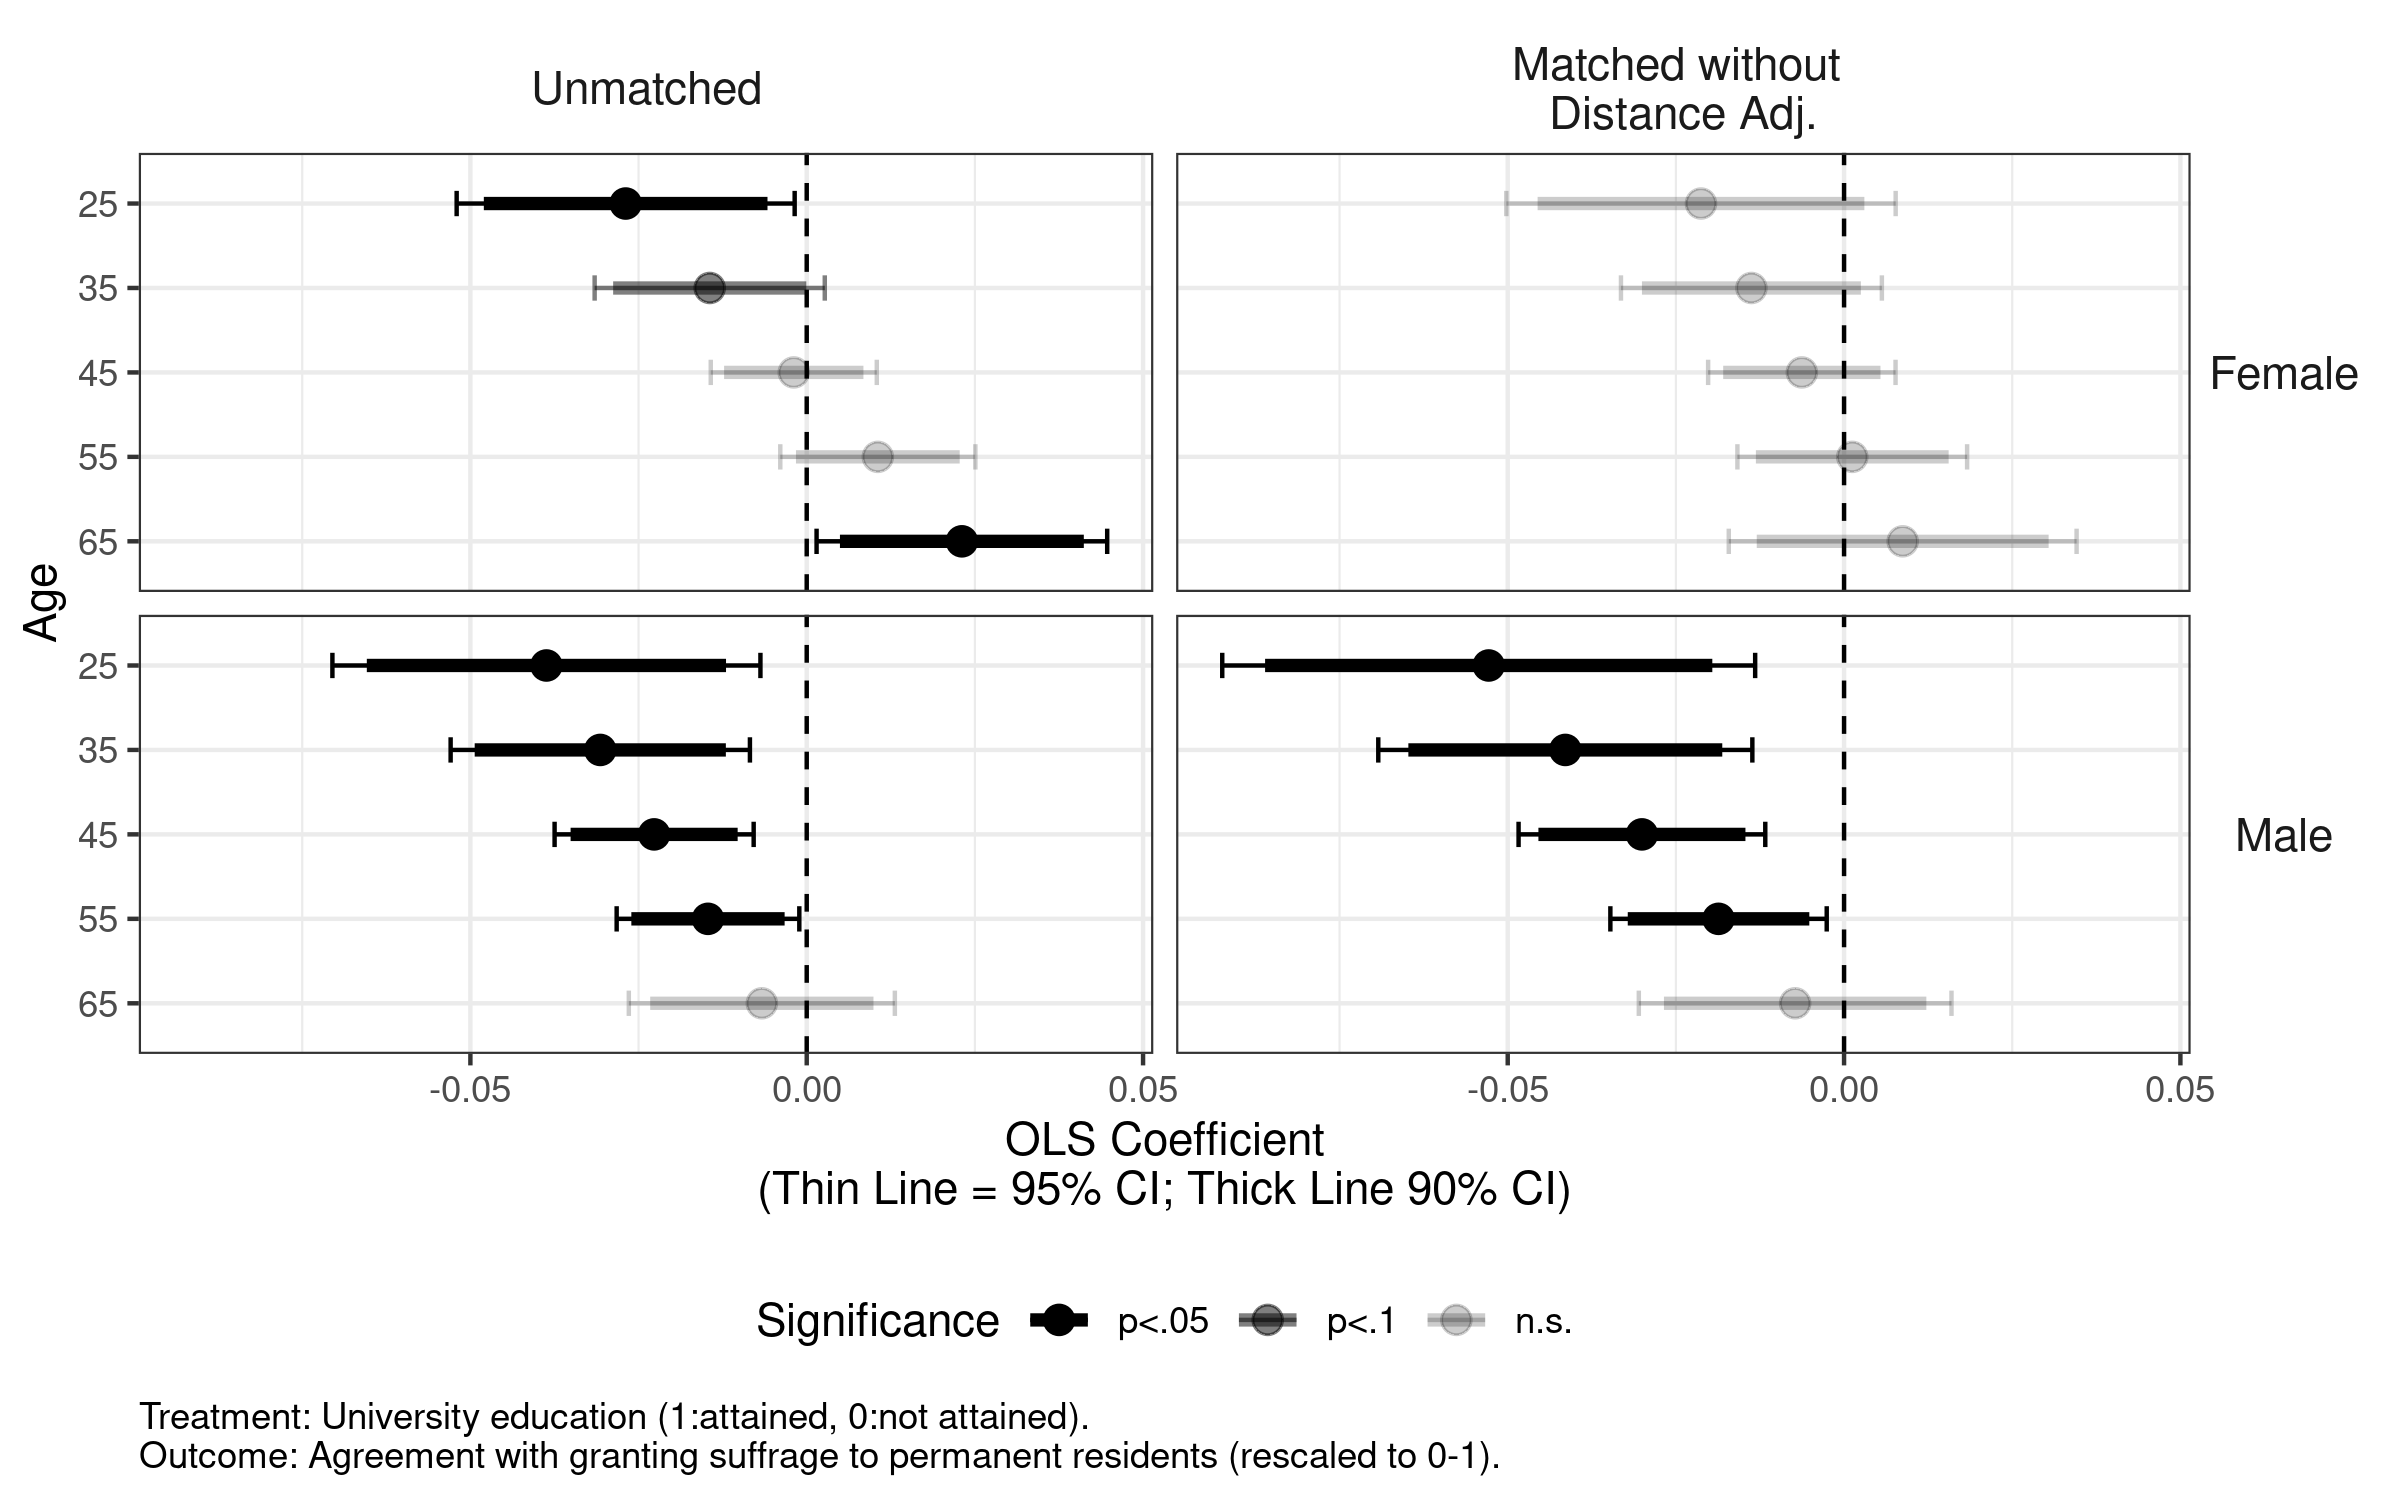 Unmatched
Matched without
Distance Adj.
Age
25
35
45
55
65
Female
25
35
45
55
65
Male
-0.05
0.00
0.05
-0.05
0.00
0.05
OLS Coefficient
(Thin Line = 95% CI; Thick Line 90% CI)
Significance p<.05 p<.1 n.s.
Treatment: University education (1:attained, 0:not attained).
Outcome: Agreement with granting suffrage to permanent residents (rescaled to 0-1).